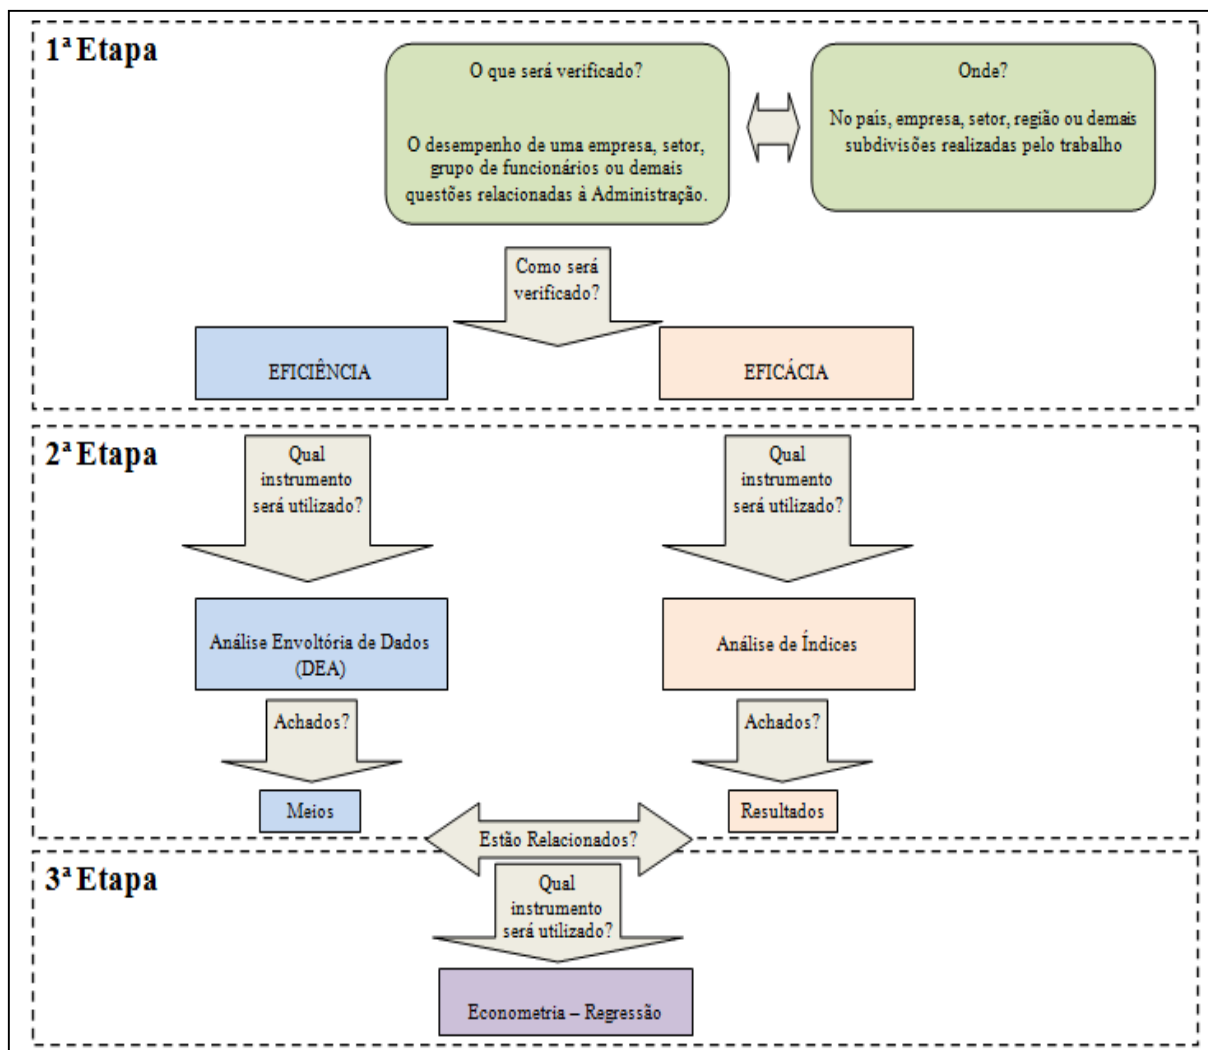 1ª Etapa
O que será verificado?
O desempenho de uma empresa, setor,
grupo de funcionários ou demais
questões relacionadas à Administração.
Onde?
No país, empresa, setor, região ou demais
subdivisões realizadas pelo trabalho
Como será
verificado?
EFICIÊNCIA
EFICÁCIA
2ª Etapa
Qual
instrumento
será utilizado?
Qual
instrumento
será utilizado?
Análise Envoltória de Dados
(DEA)
Análise de Índices
Achados?
Achados?
Meios
Resultados
Estão Relacionados?
3ª Etapa
Qual
instrumento
será utilizado?
Econometria – Regressão